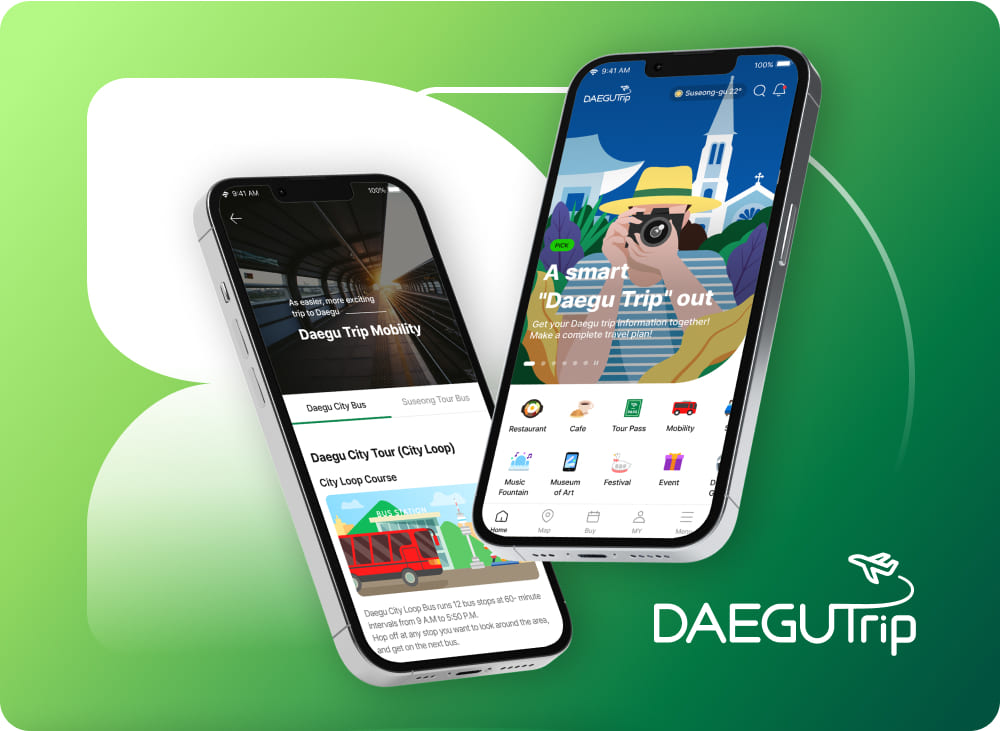 9:41 AM
100%
As easier, more exciting
trip to Daegu
Daegu Trip Mobility
Daegu City Bus
Suseong Tour Bus
Daegu City Tour (City Loop)
City Loop Course
BUS STATION
Daegu City Loop Bus runs 12 bus stops at 60- minute
intervals from 9 A.M to 5:50 P.M.
Hop off at any stop you want to look around the area,
and get on the next bus.
9:41 AM
100%
DAEGUTrip
Suseong-gu 22°
PICK
A smart
"Daegu Trip" out
Get your Daegu trip information together!
Make a complete travel plan!
Restaurant
Cafe
Tour Pass
Mobility
Music
Fountain
Museum
of Art
Festival
Event
Home
Map
Buy
MY
Menu
DAEGUTrip